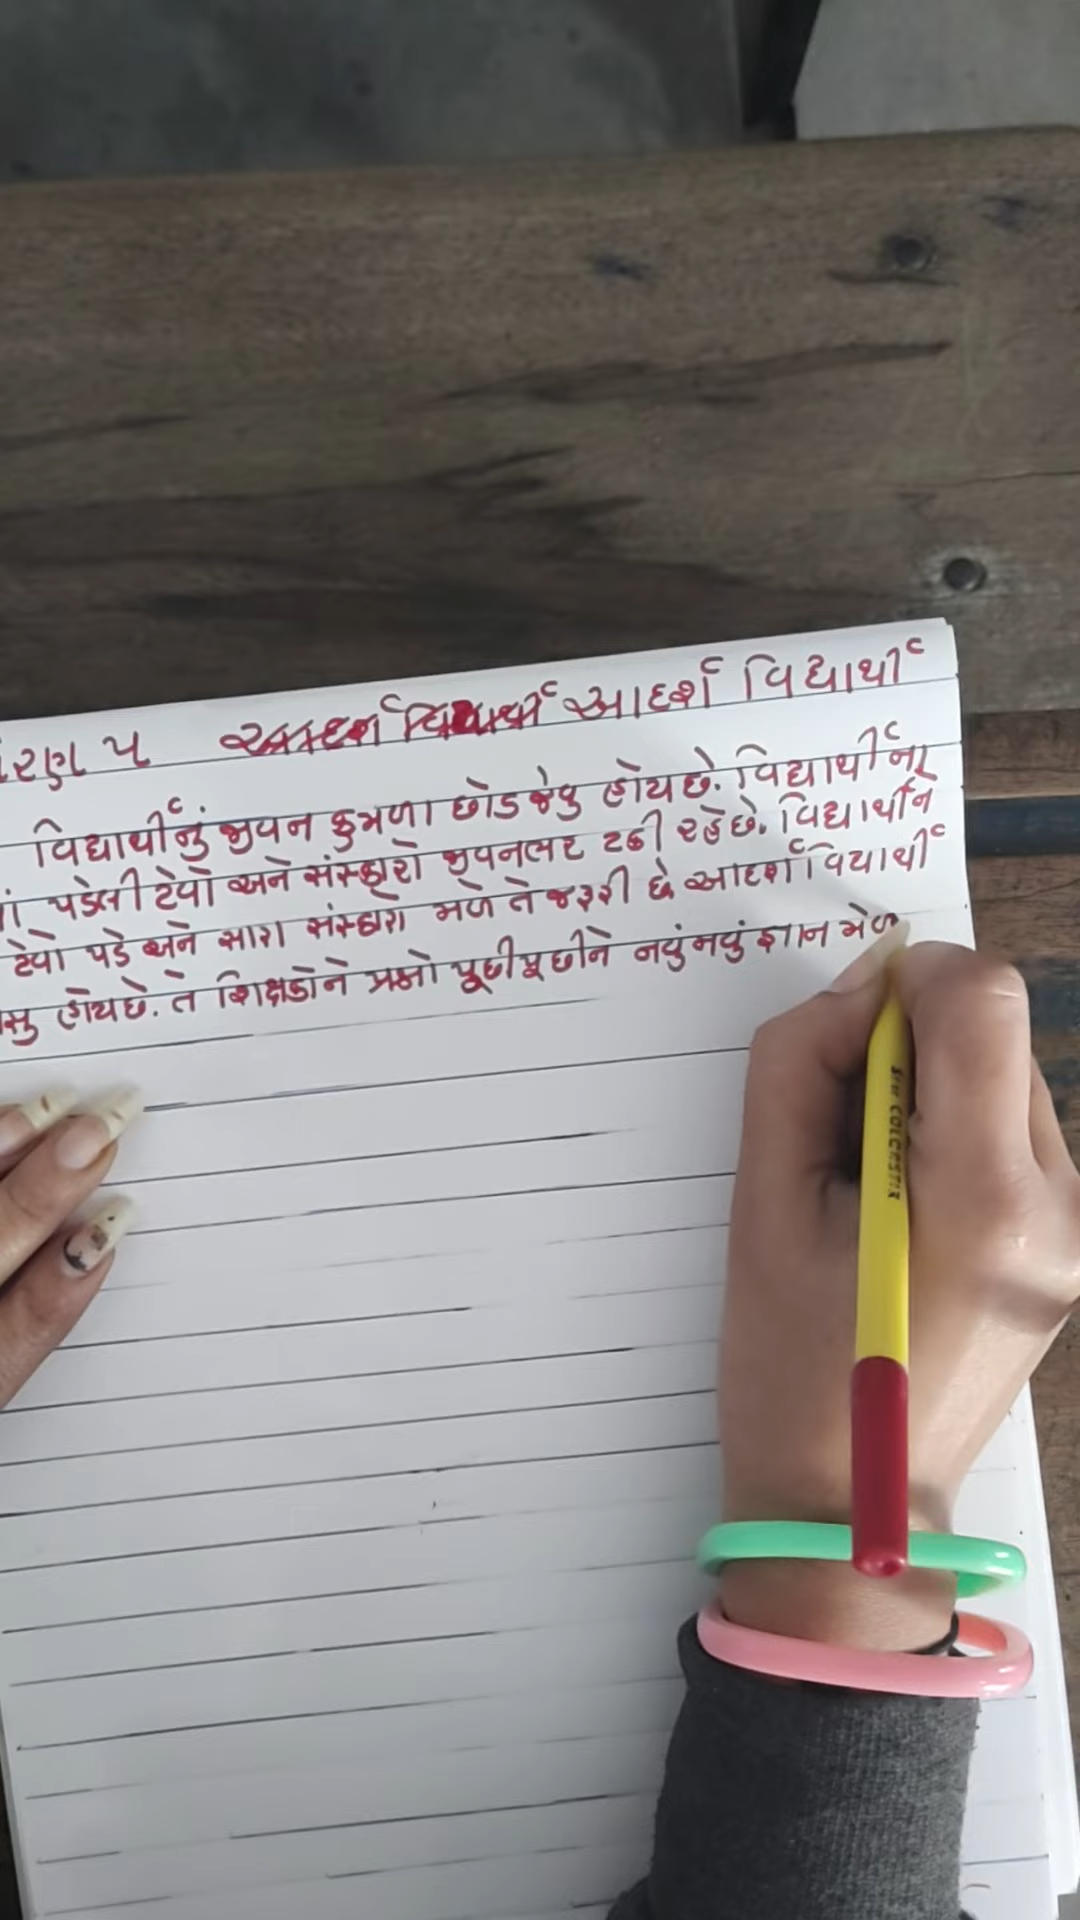 રણ ૫ આદર્શ વિદ્યાર્થી
વિદ્યાર્થીનું જીવન કુમળા છોડ જેવુ હોય છે. વિદ્યાર્થીના
પડેલી ટેવો અને સંસ્કારો જીવનભર ટકી રહે છે. વિદ્યાર્થીને
ટેવો પડે અને સારા સંસ્કારો મળે તે જરૂરી છે આદર્શ વિદ્યાર્થી
સુ હોય છે. તે શિક્ષકોને પ્રશ્નો પૂછીપૂછીને નવુંનવું જ્ઞાન મેળ